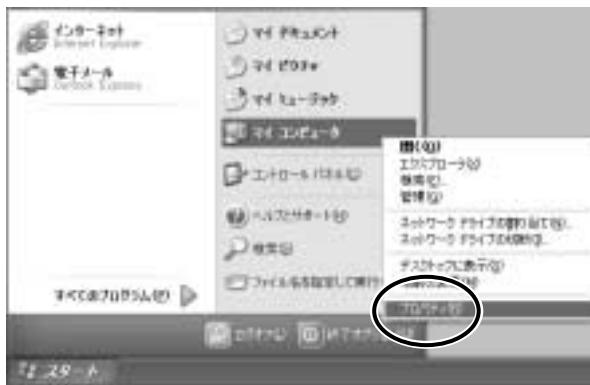 インターネット
Internet Explorer
電子メール
Outlook Express
すべてのプログラム(P)
マイ ドキュメント
マイ ピクチャ
マイ ミュージック
マイ コンピュータ
コントロール パネル(C)
ヘルプとサポート(H)
検索(S)
ファイル名を指定して実行
開く(O)
エクスプローラ(X)
検索(E)...
管理(G)
ネットワーク ドライブの割り当て(N)...
ネットワーク ドライブの切断(I)...
デスクトップに表示(D)
プロパティ(R)
ログオフ(L)
スタート